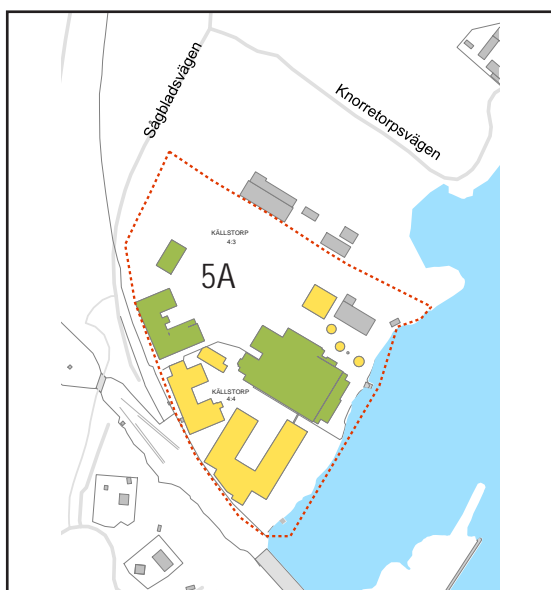 Sågbladsvägen
Knorretorpsvägen
KÄLLSTORP
4:3
5A
KÄLLSTORP
4:4